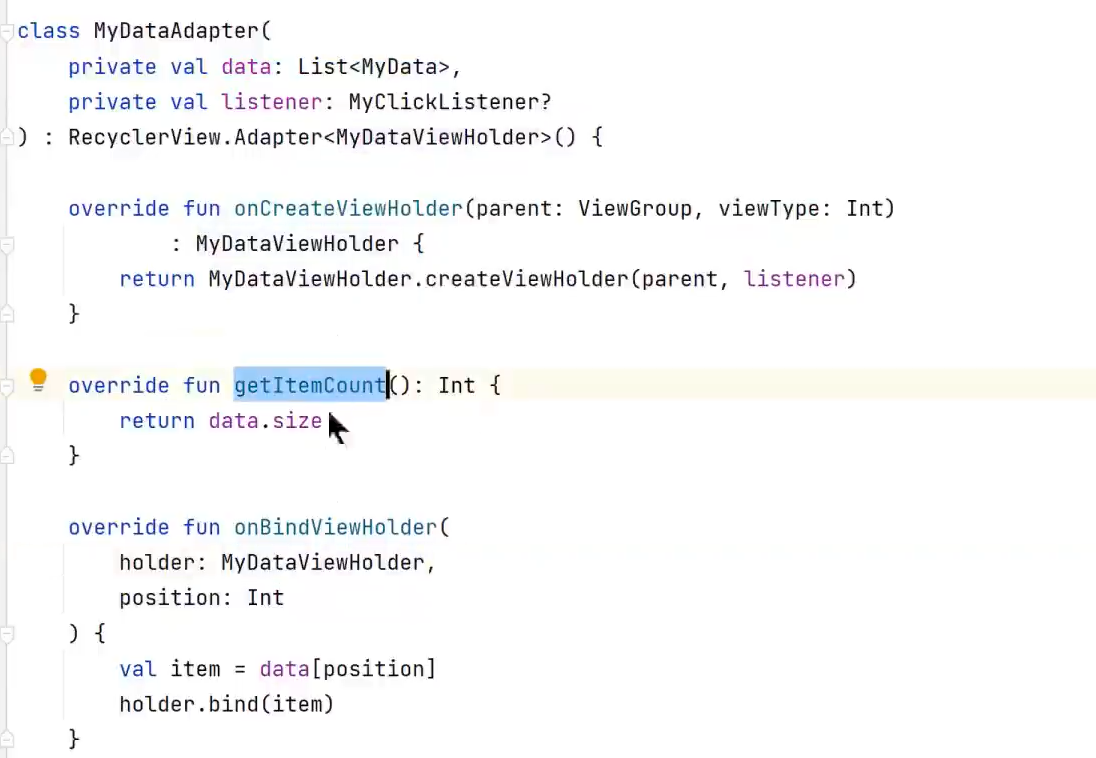 class MyDataAdapter(
    private val data: List<MyData>,
    private val listener: MyClickListener?
) : RecyclerView.Adapter<MyDataViewHolder>() {
    override fun onCreateViewHolder(parent: ViewGroup, viewType: Int)
            : MyDataViewHolder {
        return MyDataViewHolder.createViewHolder(parent, listener)
    }
    override fun getItemCount(): Int {
        return data.size
    }
    override fun onBindViewHolder(
        holder: MyDataViewHolder,
        position: Int
    ) {
        val item = data[position]
        holder.bind(item)
    }